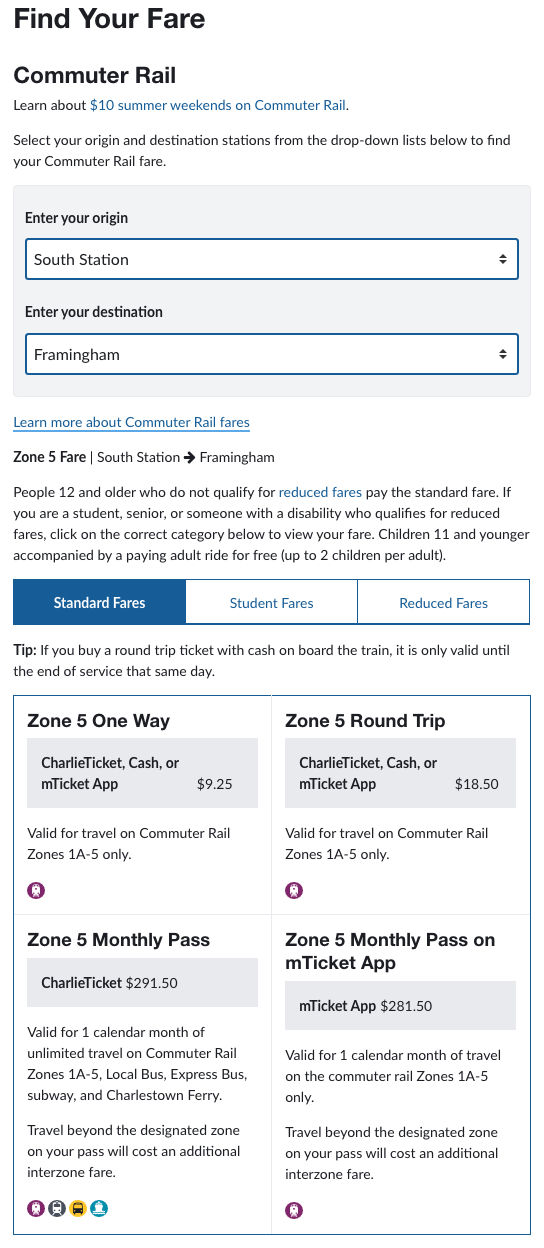 Find Your Fare
Commuter Rail
Learn about $10 summer weekends on Commuter Rail.
Select your origin and destination stations from the drop-down lists below to find
your Commuter Rail fare.
Enter your origin
South Station
Enter your destination
Framingham
Learn more about Commuter Rail fares
Zone 5 Fare | South Station → Framingham
People 12 and older who do not qualify for reduced fares pay the standard fare. If
you are a student, senior, or someone with a disability who qualifies for reduced
fares, click on the correct category below to view your fare. Children 11 and younger
accompanied by a paying adult ride for free (up to 2 children per adult).
Standard Fares
Student Fares
Reduced Fares
Tip: If you buy a round trip ticket with cash on board the train, it is only valid until
the end of service that same day.
Zone 5 One Way
CharlieTicket, Cash, or
mTicket App $9.25
Valid for travel on Commuter Rail
Zones 1A-5 only.
Zone 5 Round Trip
CharlieTicket, Cash, or
mTicket App $18.50
Valid for travel on Commuter Rail
Zones 1A-5 only.
Zone 5 Monthly Pass
CharlieTicket $291.50
Valid for 1 calendar month of
unlimited travel on Commuter Rail
Zones 1A-5, Local Bus, Express Bus,
subway, and Charlestown Ferry.
Travel beyond the designated zone
on your pass will cost an additional
interzone fare.
Zone 5 Monthly Pass on
mTicket App
mTicket App $281.50
Valid for 1 calendar month of travel
on the commuter rail Zones 1A-5
only.
Travel beyond the designated zone
on your pass will cost an additional
interzone fare.